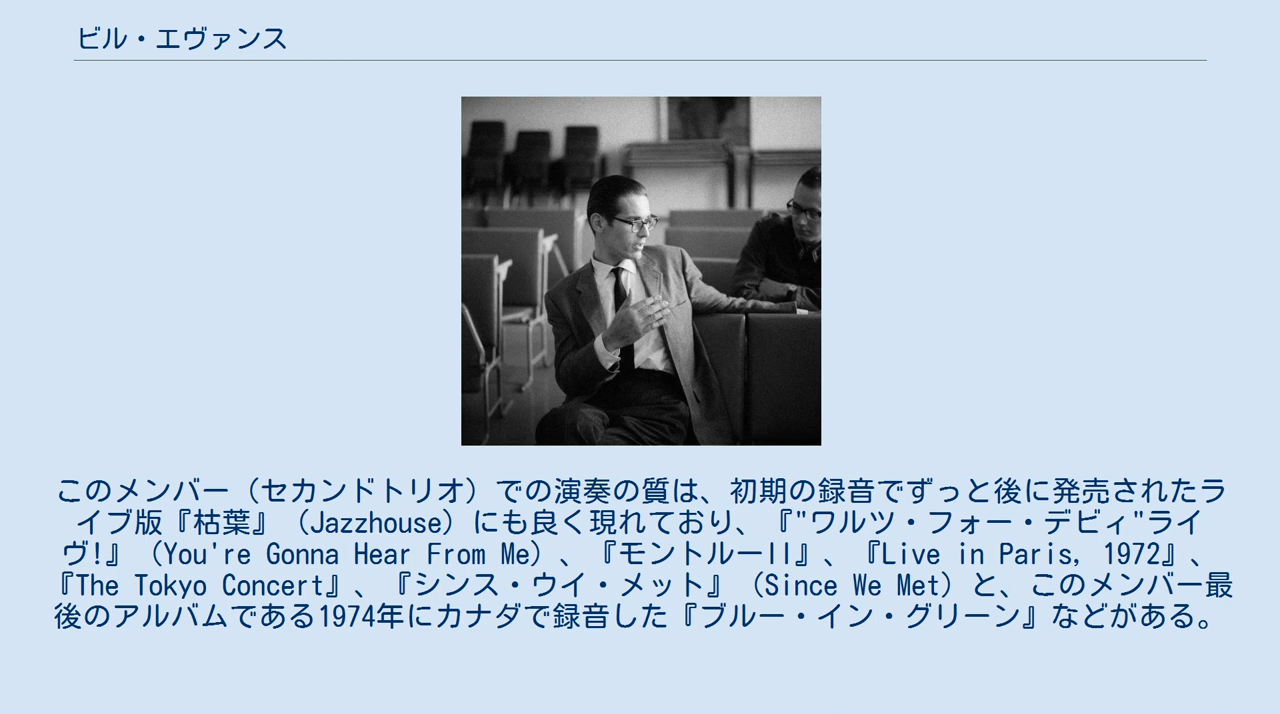 ビル・エヴァンス
このメンバー（セカンドトリオ）での演奏の質は、初期の録音でずっと後に発売されたラ
イブ版『枯葉』（Jazzhouse）にも良く現れており、『"ワルツ・フォー・デビィ"ライ
ヴ!』（You're Gonna Hear From Me）、『モントルーII』、『Live in Paris, 1972』、
『The Tokyo Concert』、『シンス・ウイ・メット』（Since We Met）と、このメンバー最
後のアルバムである1974年にカナダで録音した『ブルー・イン・グリーン』などがある。